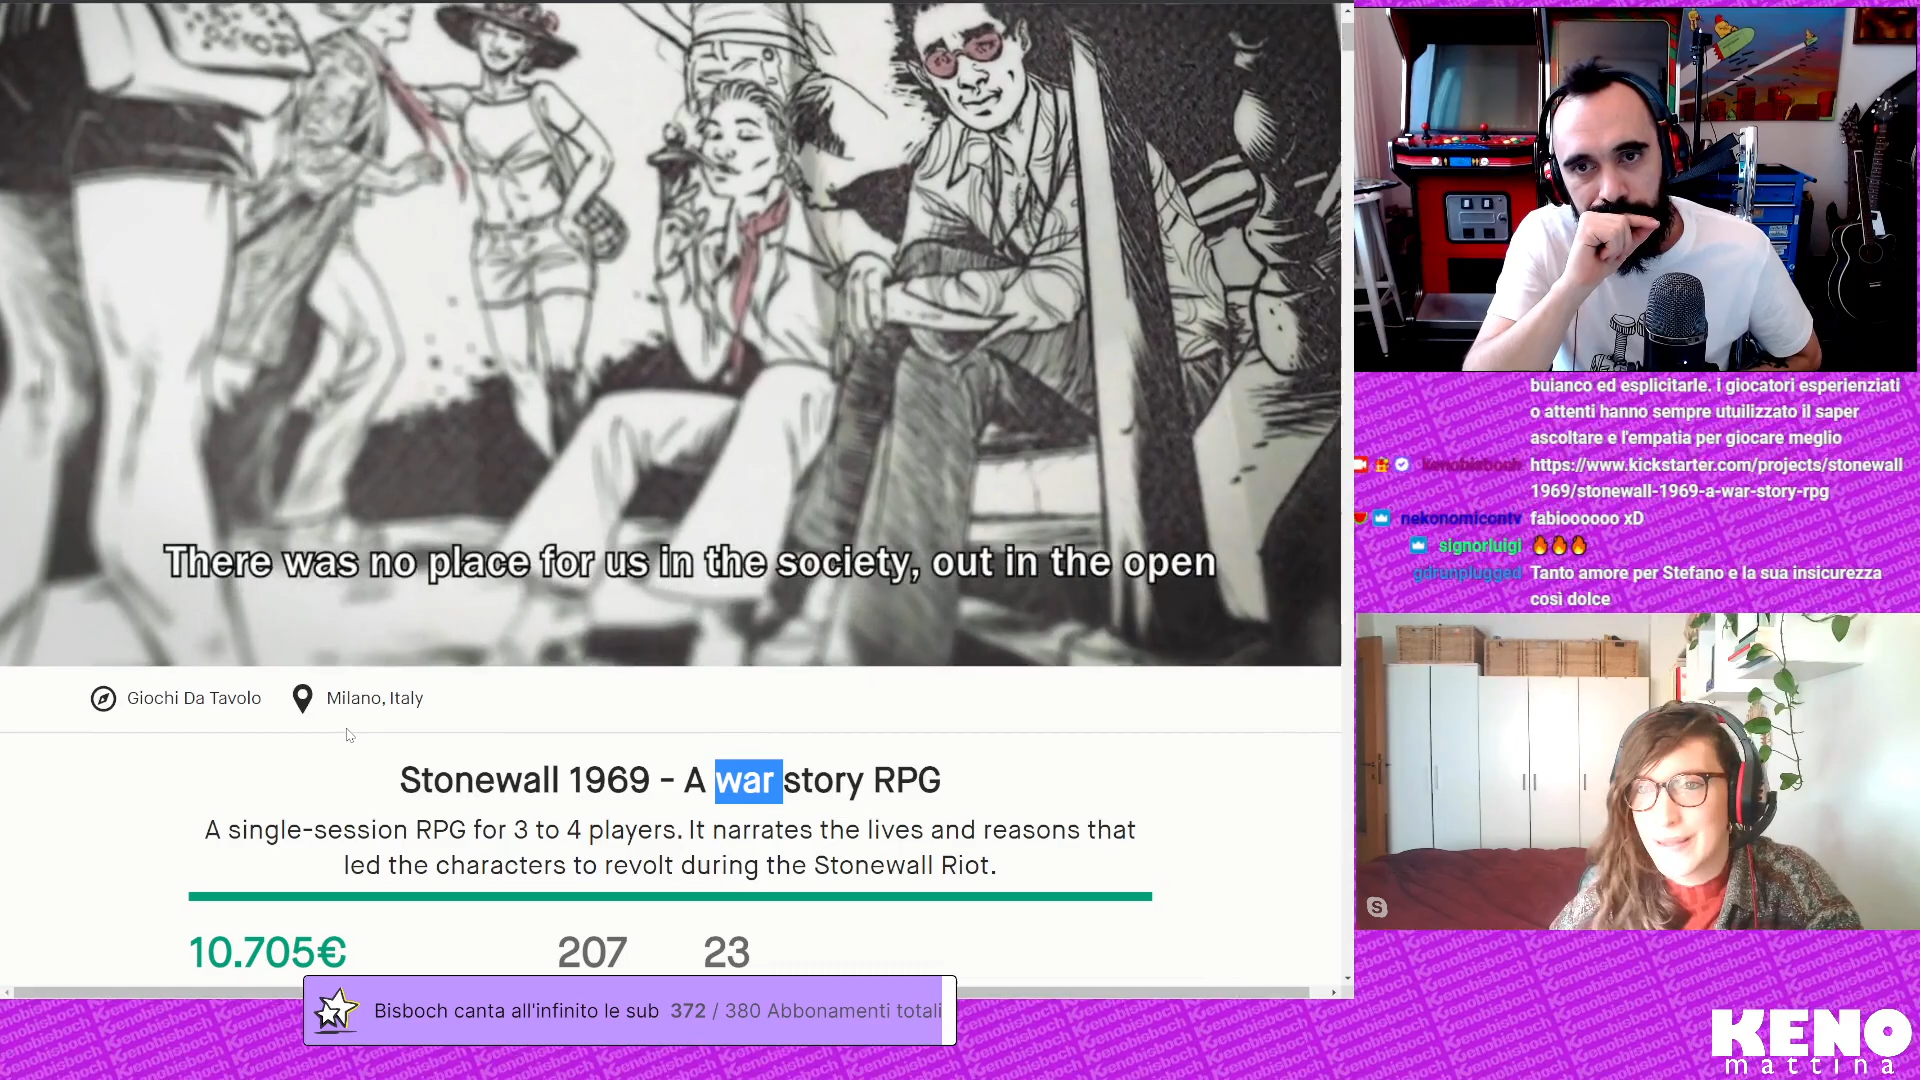 There was no place for us in the society, out in the open
Giochi Da Tavolo
Milano, Italy
Stonewall 1969 - A war story RPG
A single-session RPG for 3 to 4 players. It narrates the lives and reasons that
led the characters to revolt during the Stonewall Riot.
10.705€
207
23
Bisboch canta all'infinito le sub 372 / 380 Abbonamenti totali
buianco ed esplicitarle. i giocatori esperienziati
o attenti hanno sempre utuilizzato il saper
ascoltare e l'empatia per giocare meglio
Kenobisboch https://www.kickstarter.com/projects/stonewall
1969/stonewall-1969-a-war-story-rpg
nekonomicontv fabioooooo xD
signorluigi
gdrunplugged Tanto amore per Stefano e la sua insicurezza
così dolce
S
KENO
mattina